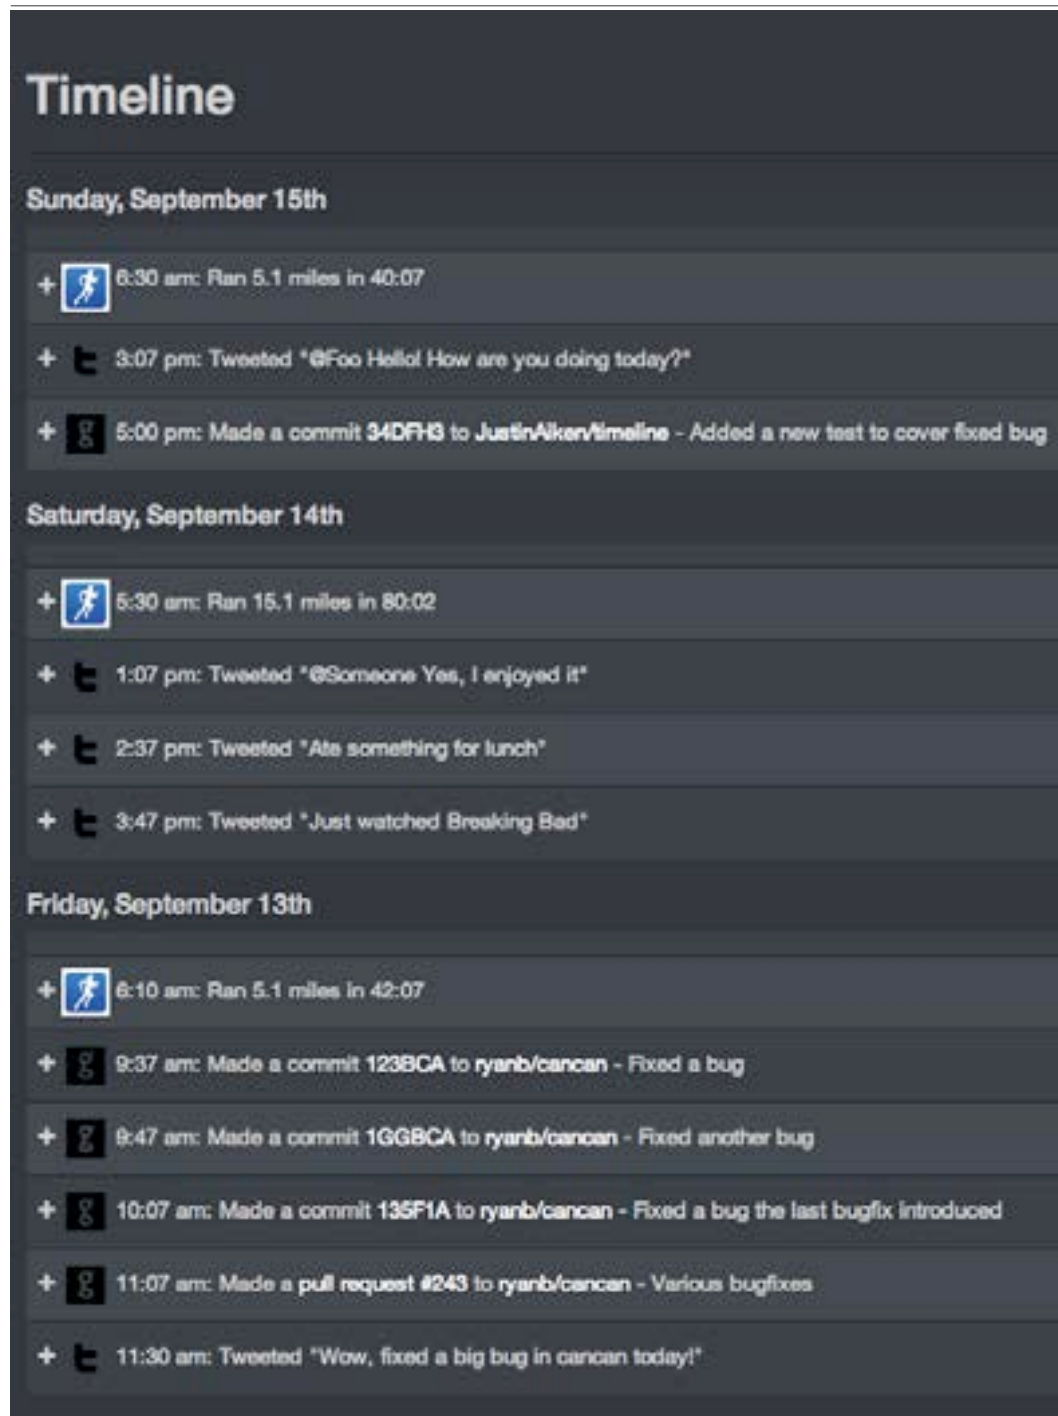 Timeline
Sunday, September 15th
+ 6:30 am: Ran 5.1 miles in 40:07
+ t 3:07 pm: Tweeted "@Foo Hello! How are you doing today?"
+ g 5:00 pm: Made a commit 34DFH3 to JustinAiken/timeline - Added a new test to cover fixed bug
Saturday, September 14th
+ 5:30 am: Ran 15.1 miles in 80:02
+ t 1:07 pm: Tweeted "@Someone Yes, I enjoyed it"
+ t 2:37 pm: Tweeted "Ate something for lunch"
+ t 3:47 pm: Tweeted "Just watched Breaking Bad"
Friday, September 13th
+ 6:10 am: Ran 5.1 miles in 42:07
+ g 9:37 am: Made a commit 123BCA to ryanb/cancan - Fixed a bug
+ g 9:47 am: Made a commit 1GGBCA to ryanb/cancan - Fixed another bug
+ g 10:07 am: Made a commit 135F1A to ryanb/cancan - Fixed a bug the last bugfix introduced
+ g 11:07 am: Made a pull request #243 to ryanb/cancan - Various bugfixes
+ t 11:30 am: Tweeted "Wow, fixed a big bug in cancan today!"